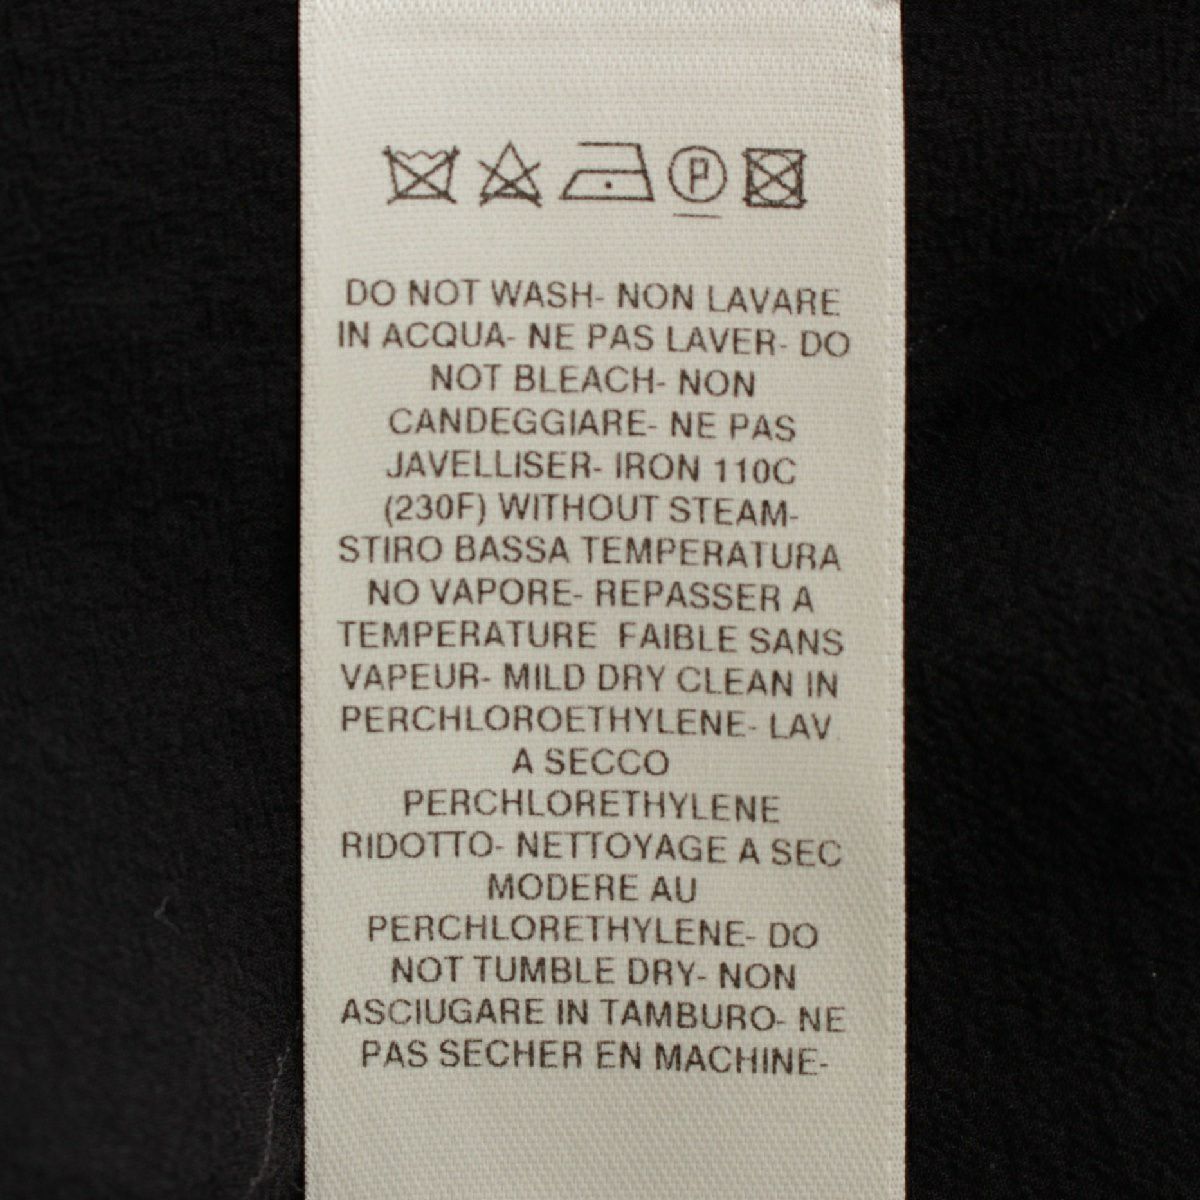 P
DO NOT WASH- NON LAVARE
IN ACQUA- NE PAS LAVER- DO
NOT BLEACH- NON
CANDEGGIARE- NE PAS
JAVELLISER- IRON 110C
(230F) WITHOUT STEAM-
STIRO BASSA TEMPERATURA
NO VAPORE- REPASSER A
TEMPERATURE FAIBLE SANS
VAPEUR- MILD DRY CLEAN IN
PERCHLOROETHYLENE- LAV
A SECCO
PERCHLORETHYLENE
RIDOTTO- NETTOYAGE A SEC
MODERE AU
PERCHLORETHYLENE- DO
NOT TUMBLE DRY- NON
ASCIUGARE IN TAMBURO- NE
PAS SECHER EN MACHINE-